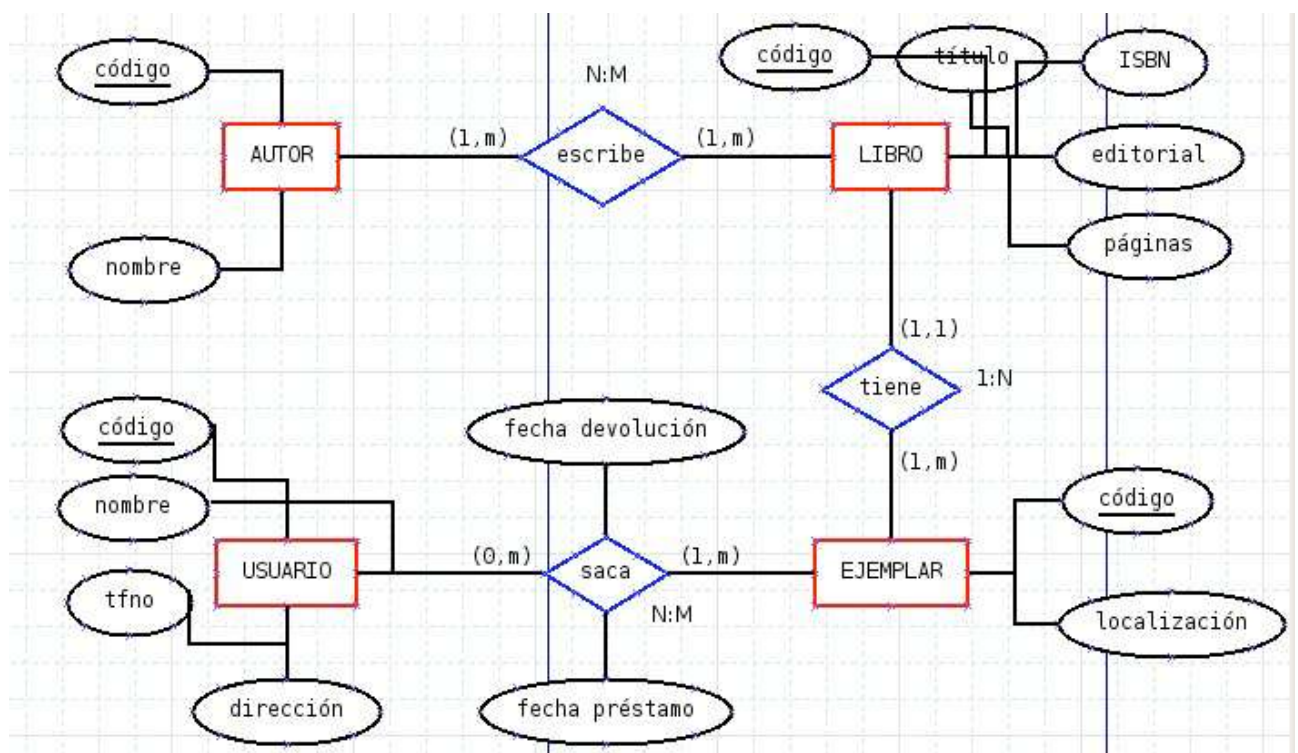 código
código
título
ISBN
N:M
AUTOR
(1,m)
escribe
(1,m)
LIBRO
editorial
nombre
páginas
(1,1)
tiene
1:N
código
fecha devolución
(1,m)
nombre
código
USUARIO
(0,m)
saca
(1,m)
EJEMPLAR
tfno
N:M
localización
dirección
fecha préstamo